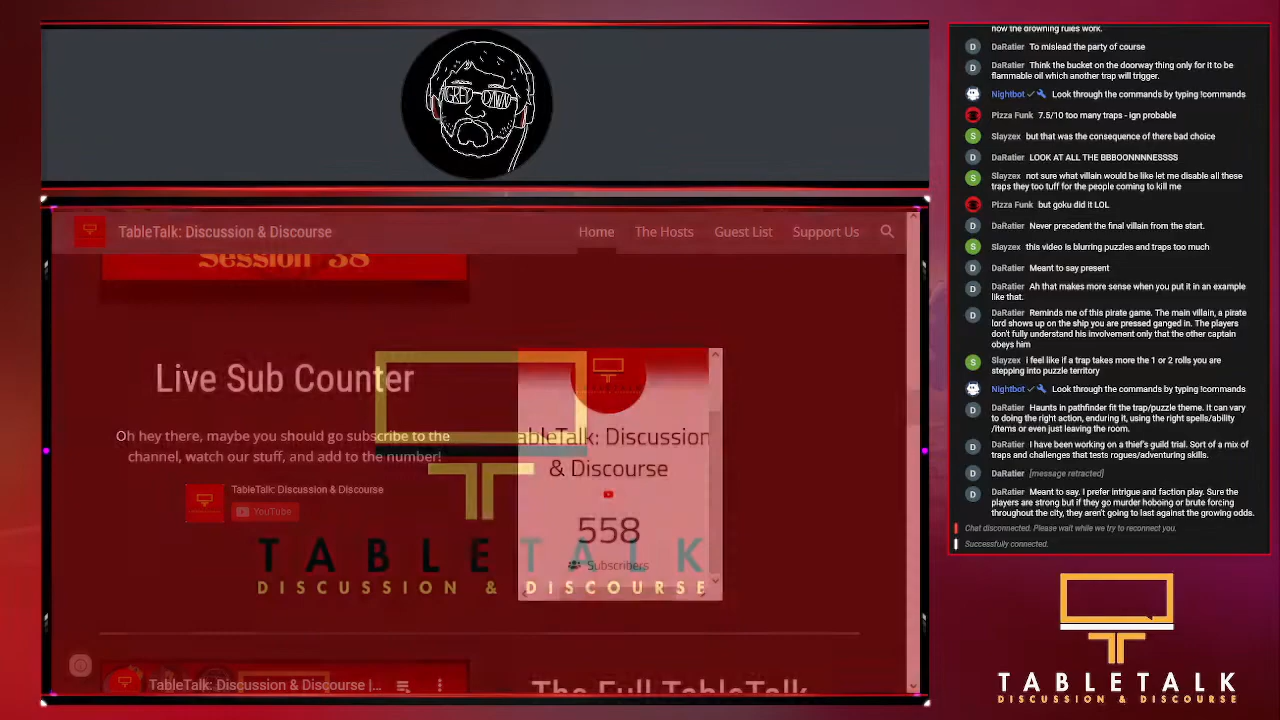 TableTalk: Discussion & Discourse
Home
The Hosts
Guest List
Support Us
Session 38
Live Sub Counter
Oh hey there, maybe you should go subscribe to the
channel, watch our stuff, and add to the number!
TableTalk: Discussion & Discourse
YouTube
ableTalk: Discussion
& Discourse
558
Subscribers
TABLETALK
DISCUSSION & DISCOURSE
TableTalk: Discussion & Discourse |...
The Full TableTalk
now the drowning rules work.
DaRatier To mislead the party of course
DaRatier Think the bucket on the doorway thing only for it to be
flammable oil which another trap will trigger.
Nightbot Look through the commands by typing !commands
Pizza Funk 7.5/10 too many traps - ign probable
Slayzex but that was the consequence of there bad choice
DaRatier LOOK AT ALL THE BBBOONNNNESSSS
Slayzex not sure what villain would be like let me disable all these
traps they too tuff for the people coming to kill me
Pizza Funk but goku did it LOL
DaRatier Never precedent the final villain from the start.
Slayzex this video is blurring puzzles and traps too much
DaRatier Meant to say present
DaRatier Ah that makes more sense when you put it in an example
like that.
DaRatier Reminds me of this pirate game. The main villain, a pirate
lord shows up on the ship you are pressed ganged in. The players
don't fully understand his involvement only that the other captain
obeys him
Slayzex i feel like if a trap takes more the 1 or 2 rolls you are
stepping into puzzle territory
Nightbot Look through the commands by typing !commands
DaRatier Haunts in pathfinder fit the trap/puzzle theme. It can vary
to doing the right action, enduring it, using the right spells/ability
/items or even just leaving the room.
DaRatier I have been working on a thief's guild trial. Sort of a mix of
traps and challenges that tests rogues/adventuring skills.
DaRatier [message retracted]
DaRatier Meant to say. I prefer intrigue and faction play. Sure the
players are strong but if they go murder hoboing or brute forcing
throughout the city, they aren't going to last against the growing odds.
Chat disconnected. Please wait while we try to reconnect you.
Successfully connected.
TABLETALK
DISCUSSION & DISCOURSE